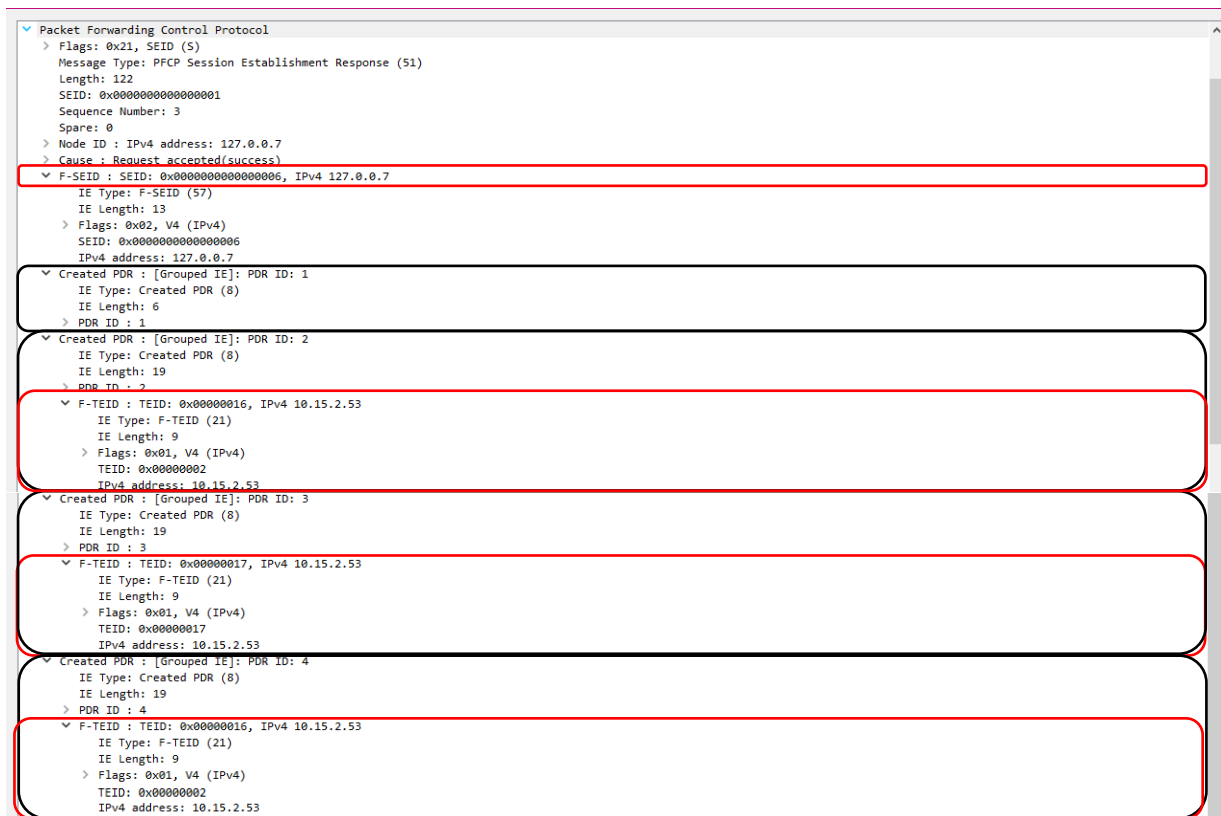 Packet Forwarding Control Protocol
Flags: 0x21, SEID (S)
Message Type: PFCP Session Establishment Response (51)
Length: 122
SEID: 0x0000000000000001
Sequence Number: 3
Spare: 0
Node ID : IPv4 address: 127.0.0.7
Cause : Request accepted(success)
F-SEID : SEID: 0x0000000000000006, IPv4 127.0.0.7
IE Type: F-SEID (57)
IE Length: 13
Flags: 0x02, V4 (IPv4)
SEID: 0x0000000000000006
IPv4 address: 127.0.0.7
Created PDR : [Grouped IE]: PDR ID: 1
IE Type: Created PDR (8)
IE Length: 6
PDR ID : 1
Created PDR : [Grouped IE]: PDR ID: 2
IE Type: Created PDR (8)
IE Length: 19
PDR ID : 2
F-TEID : TEID: 0x00000016, IPv4 10.15.2.53
IE Type: F-TEID (21)
IE Length: 9
Flags: 0x01, V4 (IPv4)
TEID: 0x00000002
IPv4 address: 10.15.2.53
Created PDR : [Grouped IE]: PDR ID: 3
IE Type: Created PDR (8)
IE Length: 19
PDR ID : 3
F-TEID : TEID: 0x00000017, IPv4 10.15.2.53
IE Type: F-TEID (21)
IE Length: 9
Flags: 0x01, V4 (IPv4)
TEID: 0x00000017
IPv4 address: 10.15.2.53
Created PDR : [Grouped IE]: PDR ID: 4
IE Type: Created PDR (8)
IE Length: 19
PDR ID : 4
F-TEID : TEID: 0x00000016, IPv4 10.15.2.53
IE Type: F-TEID (21)
IE Length: 9
Flags: 0x01, V4 (IPv4)
TEID: 0x00000002
IPv4 address: 10.15.2.53